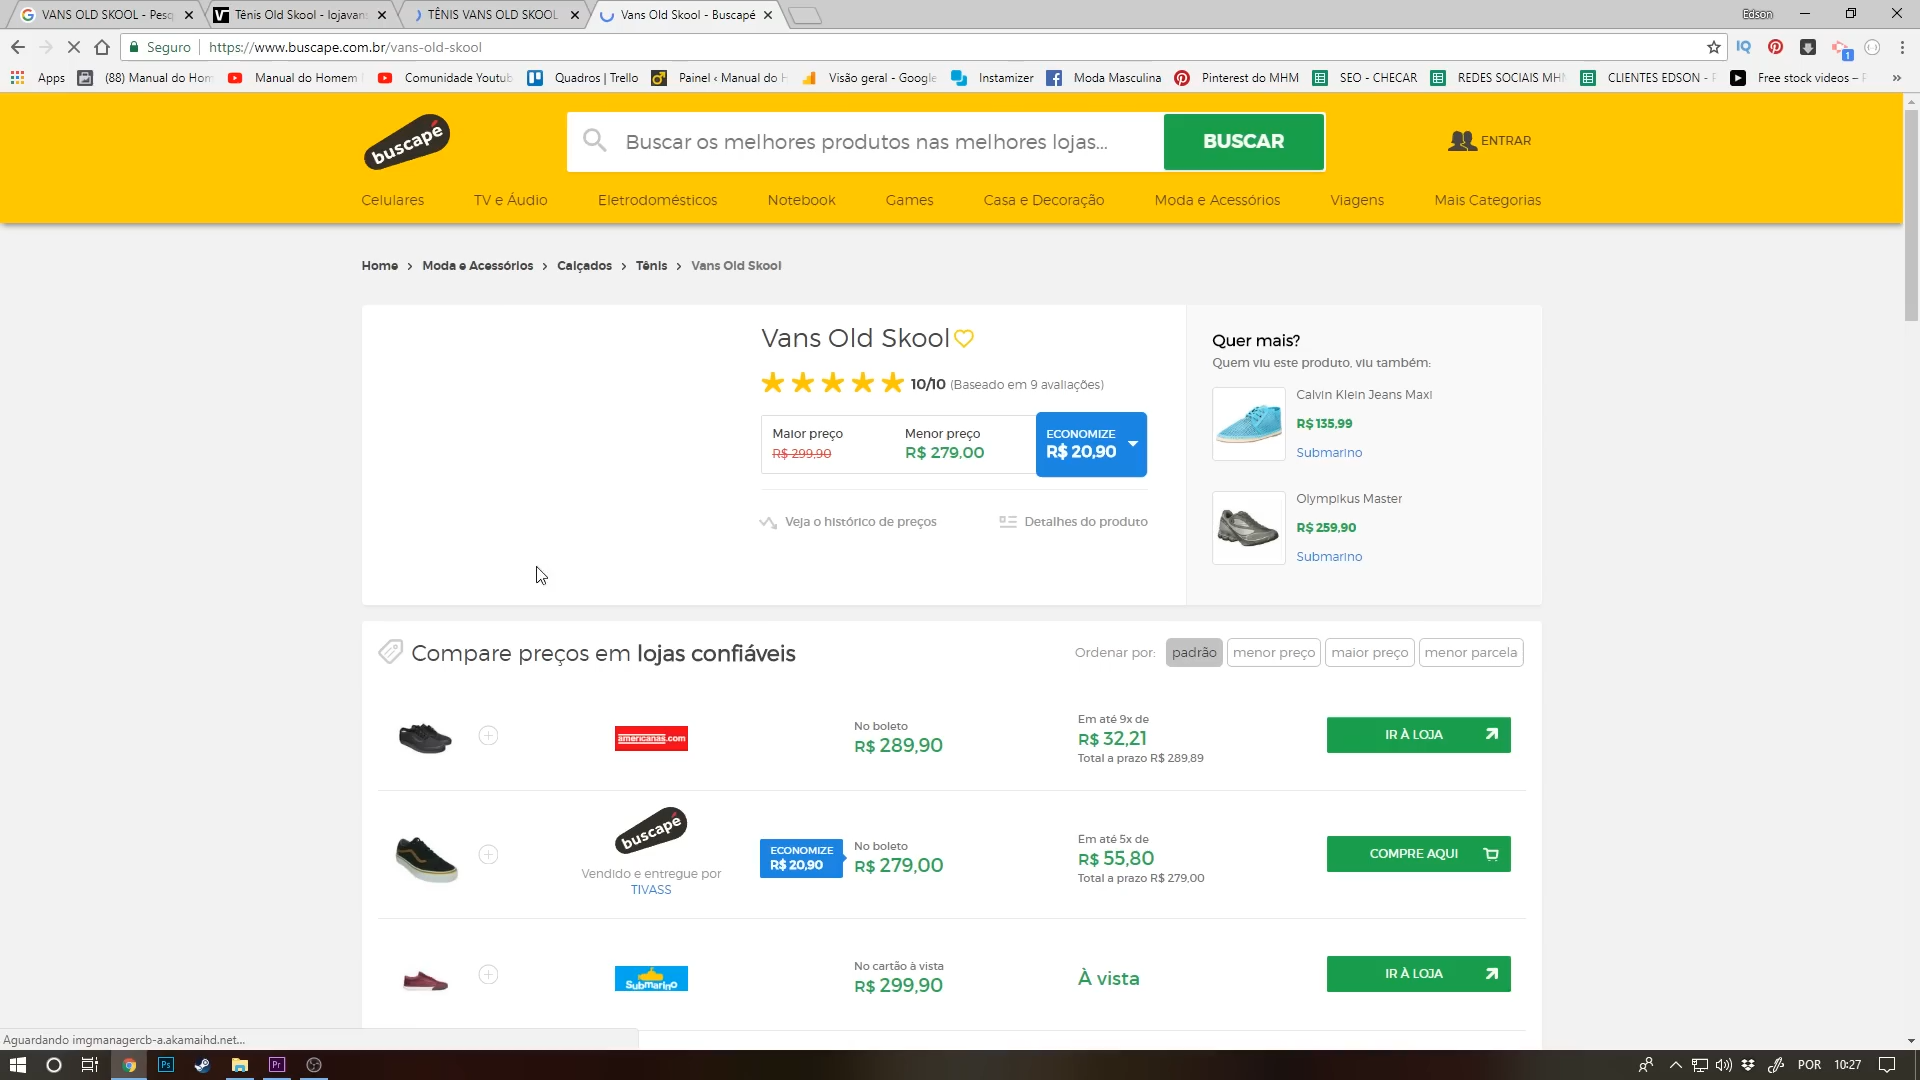 VANS OLD SKOOL - Pesq
Tênis Old Skool - lojavans
TÊNIS VANS OLD SKOOL
Vans Old Skool - Buscapé
Edson
Seguro
https://www.buscape.com.br/vans-old-skool
Apps
(88) Manual do Hom
Manual do Homem
Comunidade Youtub
Quadros | Trello
Painel ‹ Manual do H
Visão geral - Google
Instamizer
Moda Masculina
Pinterest do MHM
SEO - CHECAR
REDES SOCIAIS MHM
CLIENTES EDSON -
Free stock videos –
buscapé
Buscar os melhores produtos nas melhores lojas...
BUSCAR
ENTRAR
Celulares
TV e Áudio
Eletrodomésticos
Notebook
Games
Casa e Decoração
Moda e Acessórios
Viagens
Mais Categorias
Home › Moda e Acessórios › Calçados › Tênis › Vans Old Skool
Vans Old Skool
10/10 (Baseado em 9 avaliações)
Maior preço
R$ 299,90
Menor preço
R$ 279,00
ECONOMIZE
R$ 20,90
Veja o histórico de preços
Detalhes do produto
Quer mais?
Quem viu este produto, viu também:
Calvin Klein Jeans Maxi
R$ 135,99
Submarino
Olympikus Master
R$ 259,90
Submarino
Compare preços em lojas confiáveis
Ordenar por:
padrão
menor preço
maior preço
menor parcela
americanas.com
No boleto
R$ 289,90
Em até 9x de
R$ 32,21
Total a prazo R$ 289,89
IR À LOJA
buscapé
Vendido e entregue por
TIVASS
ECONOMIZE
R$ 20,90
No boleto
R$ 279,00
Em até 5x de
R$ 55,80
Total a prazo R$ 279,00
COMPRE AQUI
Submarino
No cartão à vista
R$ 299,90
À vista
IR À LOJA
Aguardando imgmanagercb-a.akamaihd.net...
POR
10:27